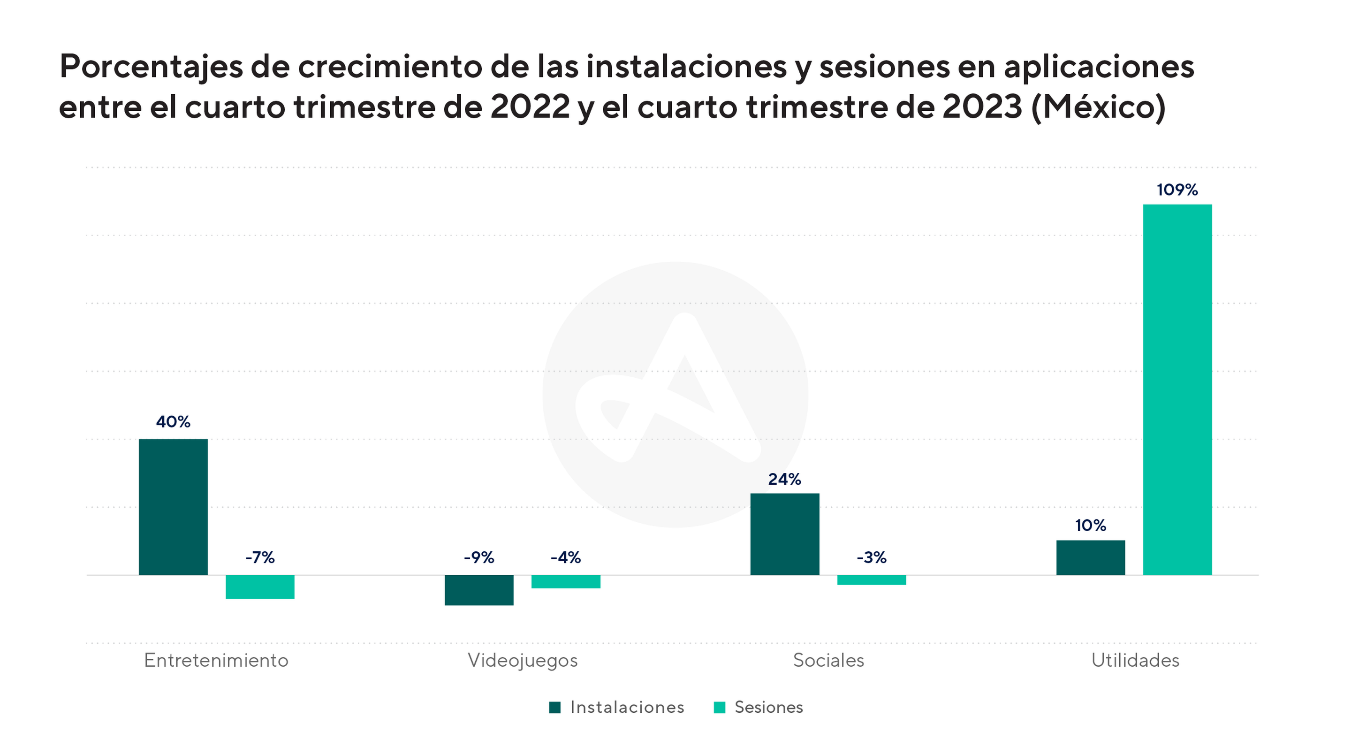 Porcentajes de crecimiento de las instalaciones y sesiones en aplicaciones
entre el cuarto trimestre de 2022 y el cuarto trimestre de 2023 (México)
109%
40%
24%
10%
-7%
-9%
-4%
-3%
Entretenimiento
Videojuegos
Sociales
Utilidades
Instalaciones
Sesiones